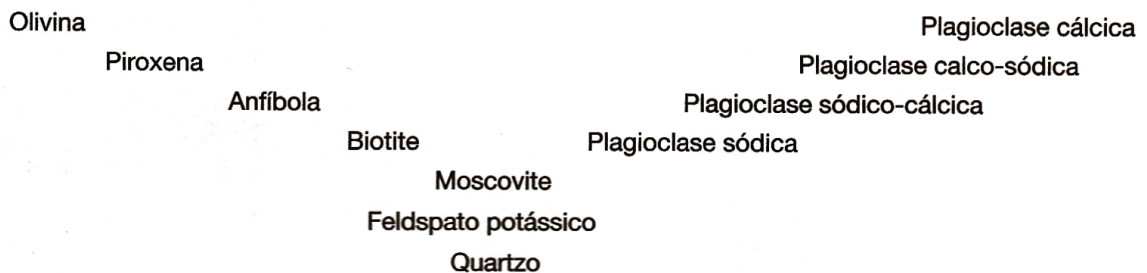 Olivina Plagioclase cálcica
Piroxena Plagioclase calco-sódica
Anfíbola Plagioclase sódico-cálcica
Biotite Plagioclase sódica
Moscovite
Feldspato potássico
Quartzo